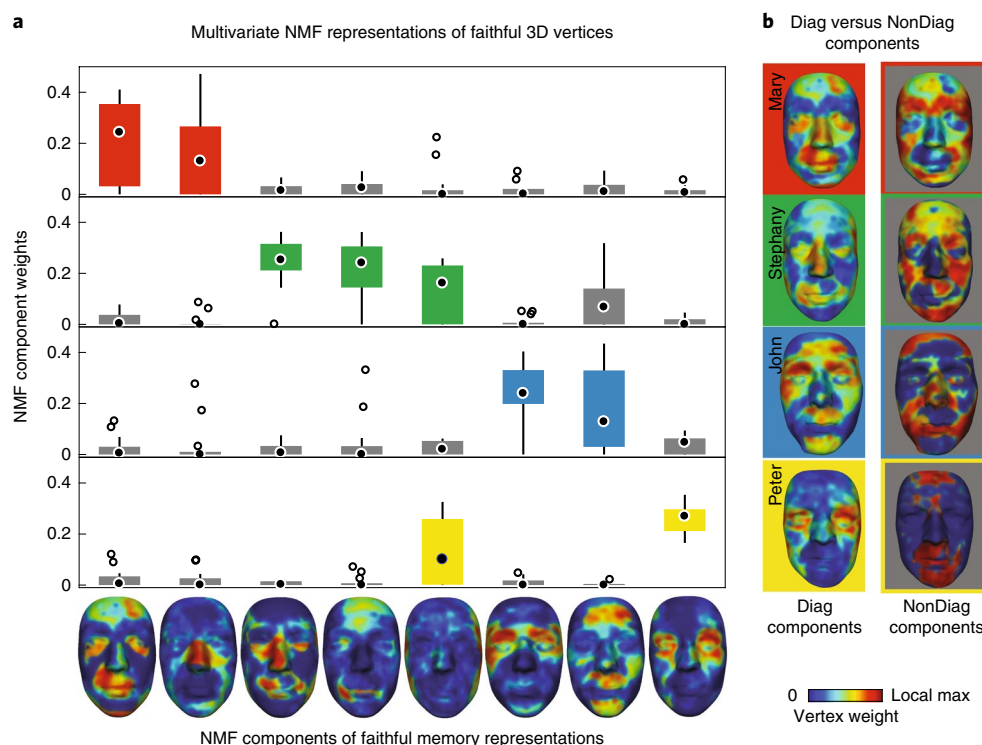 a
Multivariate NMF representations of faithful 3D vertices
NMF component weights
0.4
0.2
0
0.4
0.2
0
0.4
0.2
0
0.4
0.2
0
NMF components of faithful memory representations
b
Diag versus NonDiag
components
Mary
Stephany
John
Peter
Diag
components
NonDiag
components
0
Local max
Vertex weight